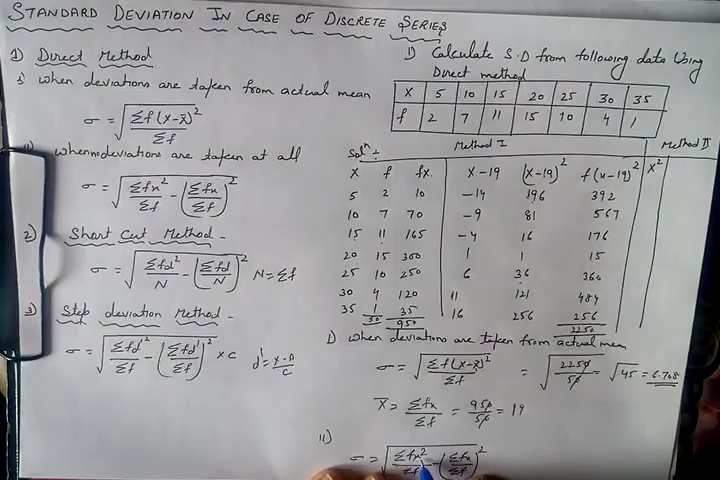 STANDARD DEVIATION IN CASE OF DISCRETE SERIES
1) Direct Method
i) when deviations are taken from actual mean
σ = √(Σf(x-x̄)²/Σf)
ii) when no deviations are taken at all
σ = √(Σfx²/Σf - (Σfx/Σf)²)
2) Short Cut Method -
σ = √(Σfd²/N - (Σfd/N)²) N = Σf
3) Step deviation Method -
σ = √(Σfd'²/Σf - (Σfd'/Σf)²) × c d' = x-A/c
1) Calculate S.D from following data Using
Direct method
X 5 10 15 20 25 30 35
f 2 7 11 15 10 4 1
Solⁿ :- Method I Method II
x f fx x-19 (x-19)² f(x-19)² x²
5 2 10 -14 196 392
10 7 70 -9 81 567
15 11 165 -4 16 176
20 15 300 1 1 15
25 10 250 6 36 360
30 4 120 11 121 484
35 1 35 16 256 256
50 950 2250
1) when deviations are taken from actual mean
σ = √(Σf(x-x̄)²/Σf) = √(2250/50) = √45 = 6.708
X̄ = Σfx/Σf = 950/50 = 19
11)
σ = √(Σfx²/Σf - (Σfx/Σf)²)